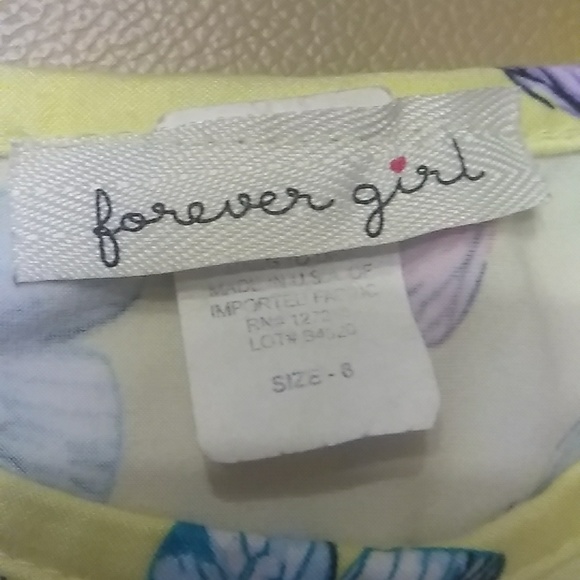 forever girl
MADE IN U.S.A. OF
IMPORTED FABRIC
RN#
LOT#
SIZE - 8